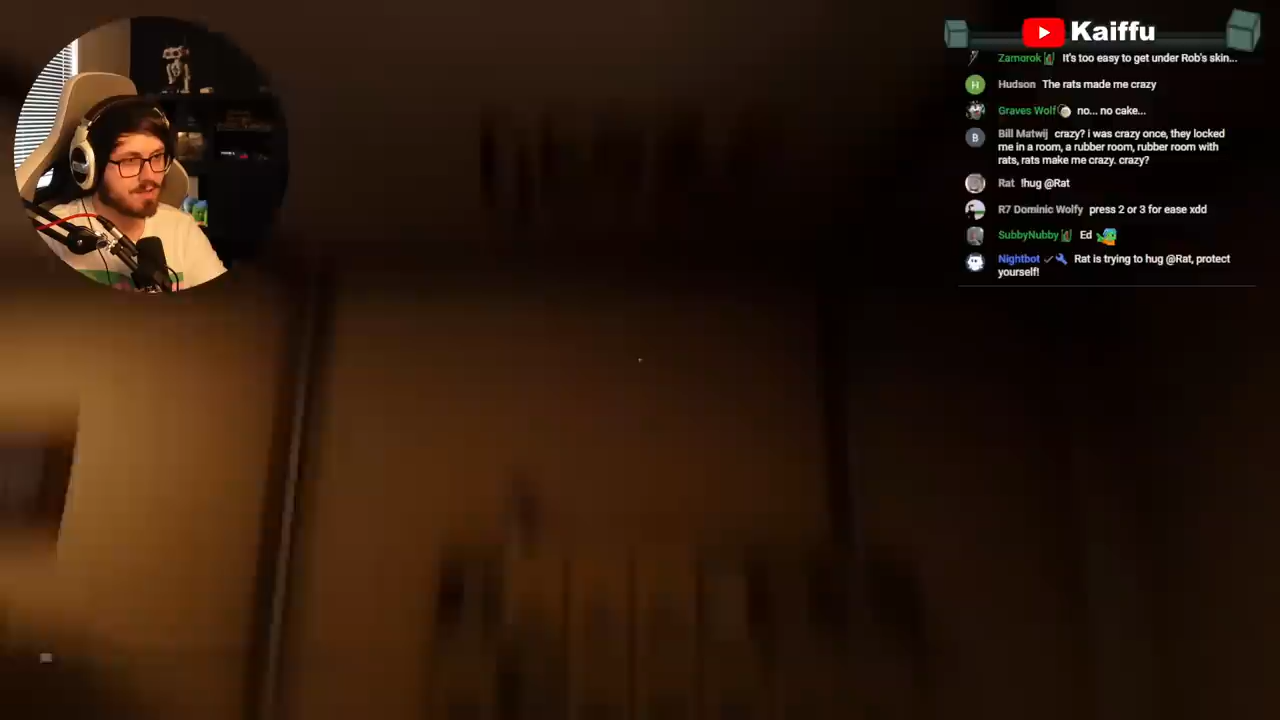 Kaiffu
Zamorok It's too easy to get under Rob's skin...
H Hudson The rats made me crazy
Graves Wolf no... no cake...
B Bill Matwij crazy? i was crazy once, they locked
me in a room, a rubber room, rubber room with
rats, rats make me crazy. crazy?
Rat !hug @Rat
R7 Dominic Wolfy press 2 or 3 for ease xdd
SubbyNubby Ed
Nightbot Rat is trying to hug @Rat, protect
yourself!